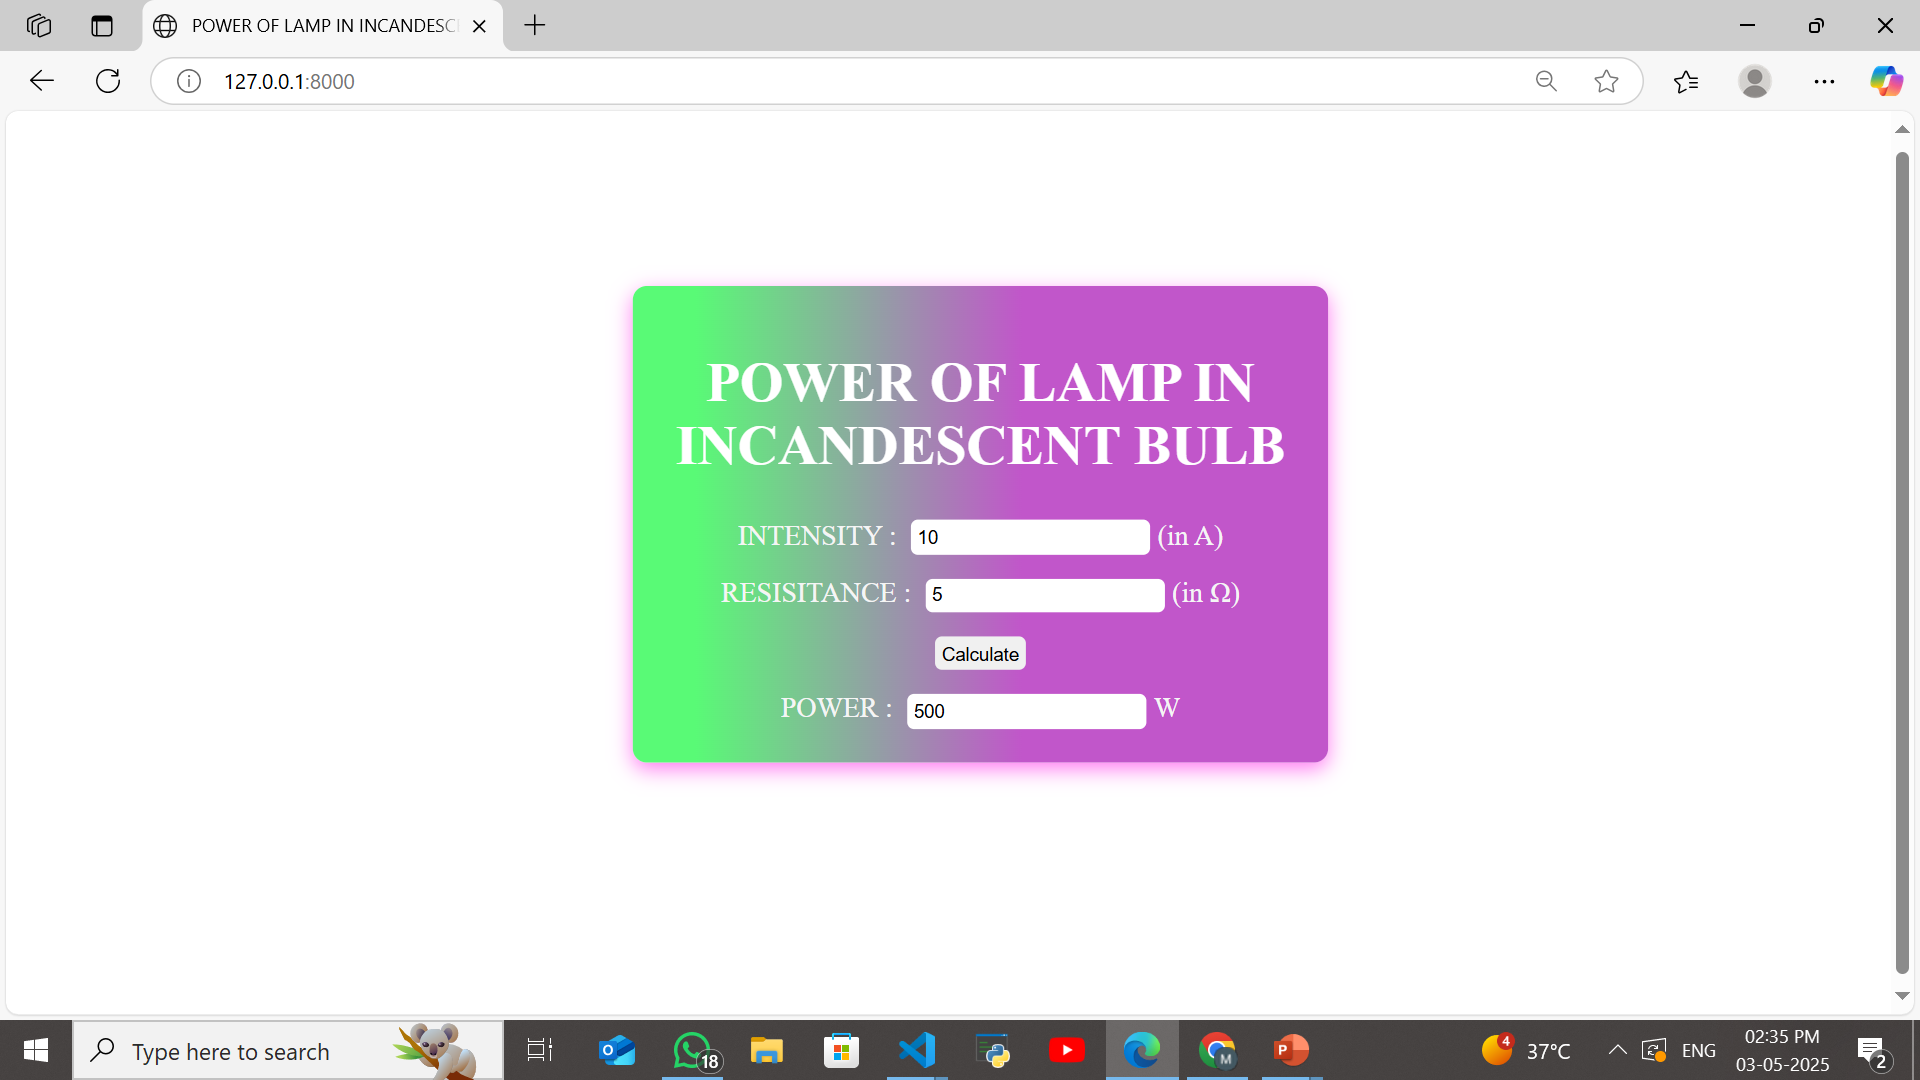 POWER OF LAMP IN INCANDESC
127.0.0.1:8000
POWER OF LAMP IN
INCANDESCENT BULB
INTENSITY : 10 (in A)
RESISITANCE : 5 (in Ω)
Calculate
POWER : 500 W
Type here to search
18
M
4
37°C
ENG
02:35 PM
03-05-2025
2